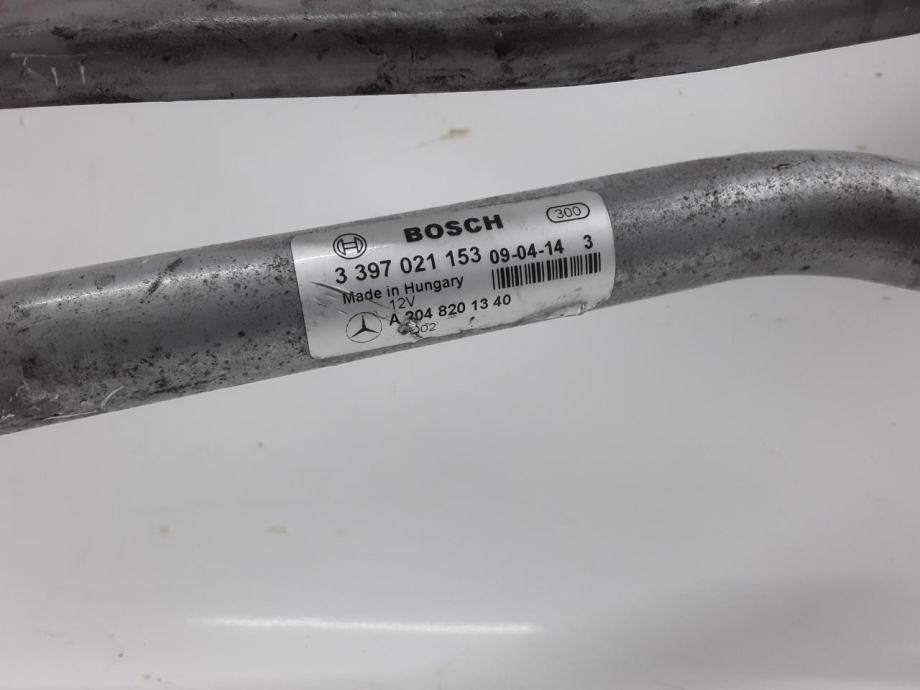 BOSCH 300
3 397 021 153 09-04-14 3
Made in Hungary
12V
A 204 820 13 40